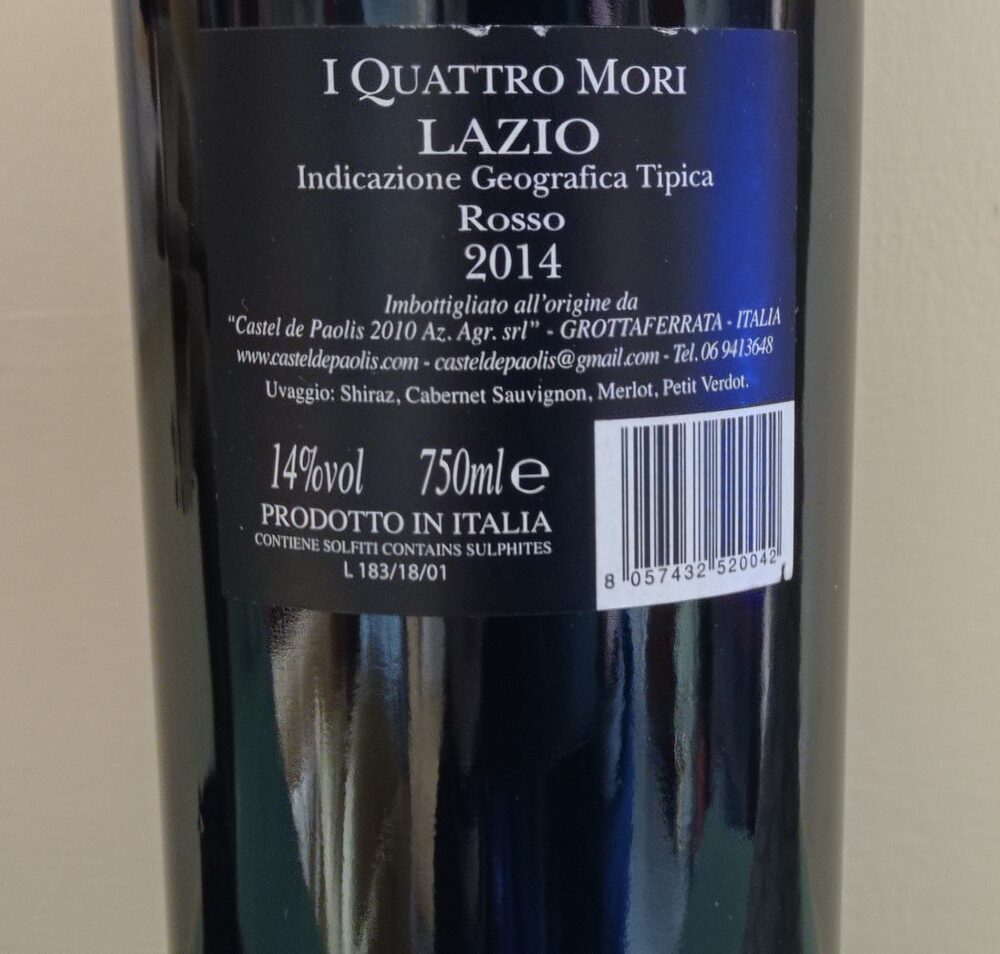 I QUATTRO MORI
LAZIO
Indicazione Geografica Tipica
ROSSO
2014
Imbottigliato all'origine da
"Castel de Paolis 2010 Az. Agr. srl" - GROTTAFERRATA - ITALIA
www.casteldepaolis.com - casteldepaolis@gmail.com - Tel. 06 9413648
Uvaggio: Shiraz, Cabernet Sauvignon, Merlot, Petit Verdot.
14%vol 750ml e
PRODOTTO IN ITALIA
CONTIENE SOLFITI CONTAINS SULPHITES
L 183/18/01
8 057432 520042